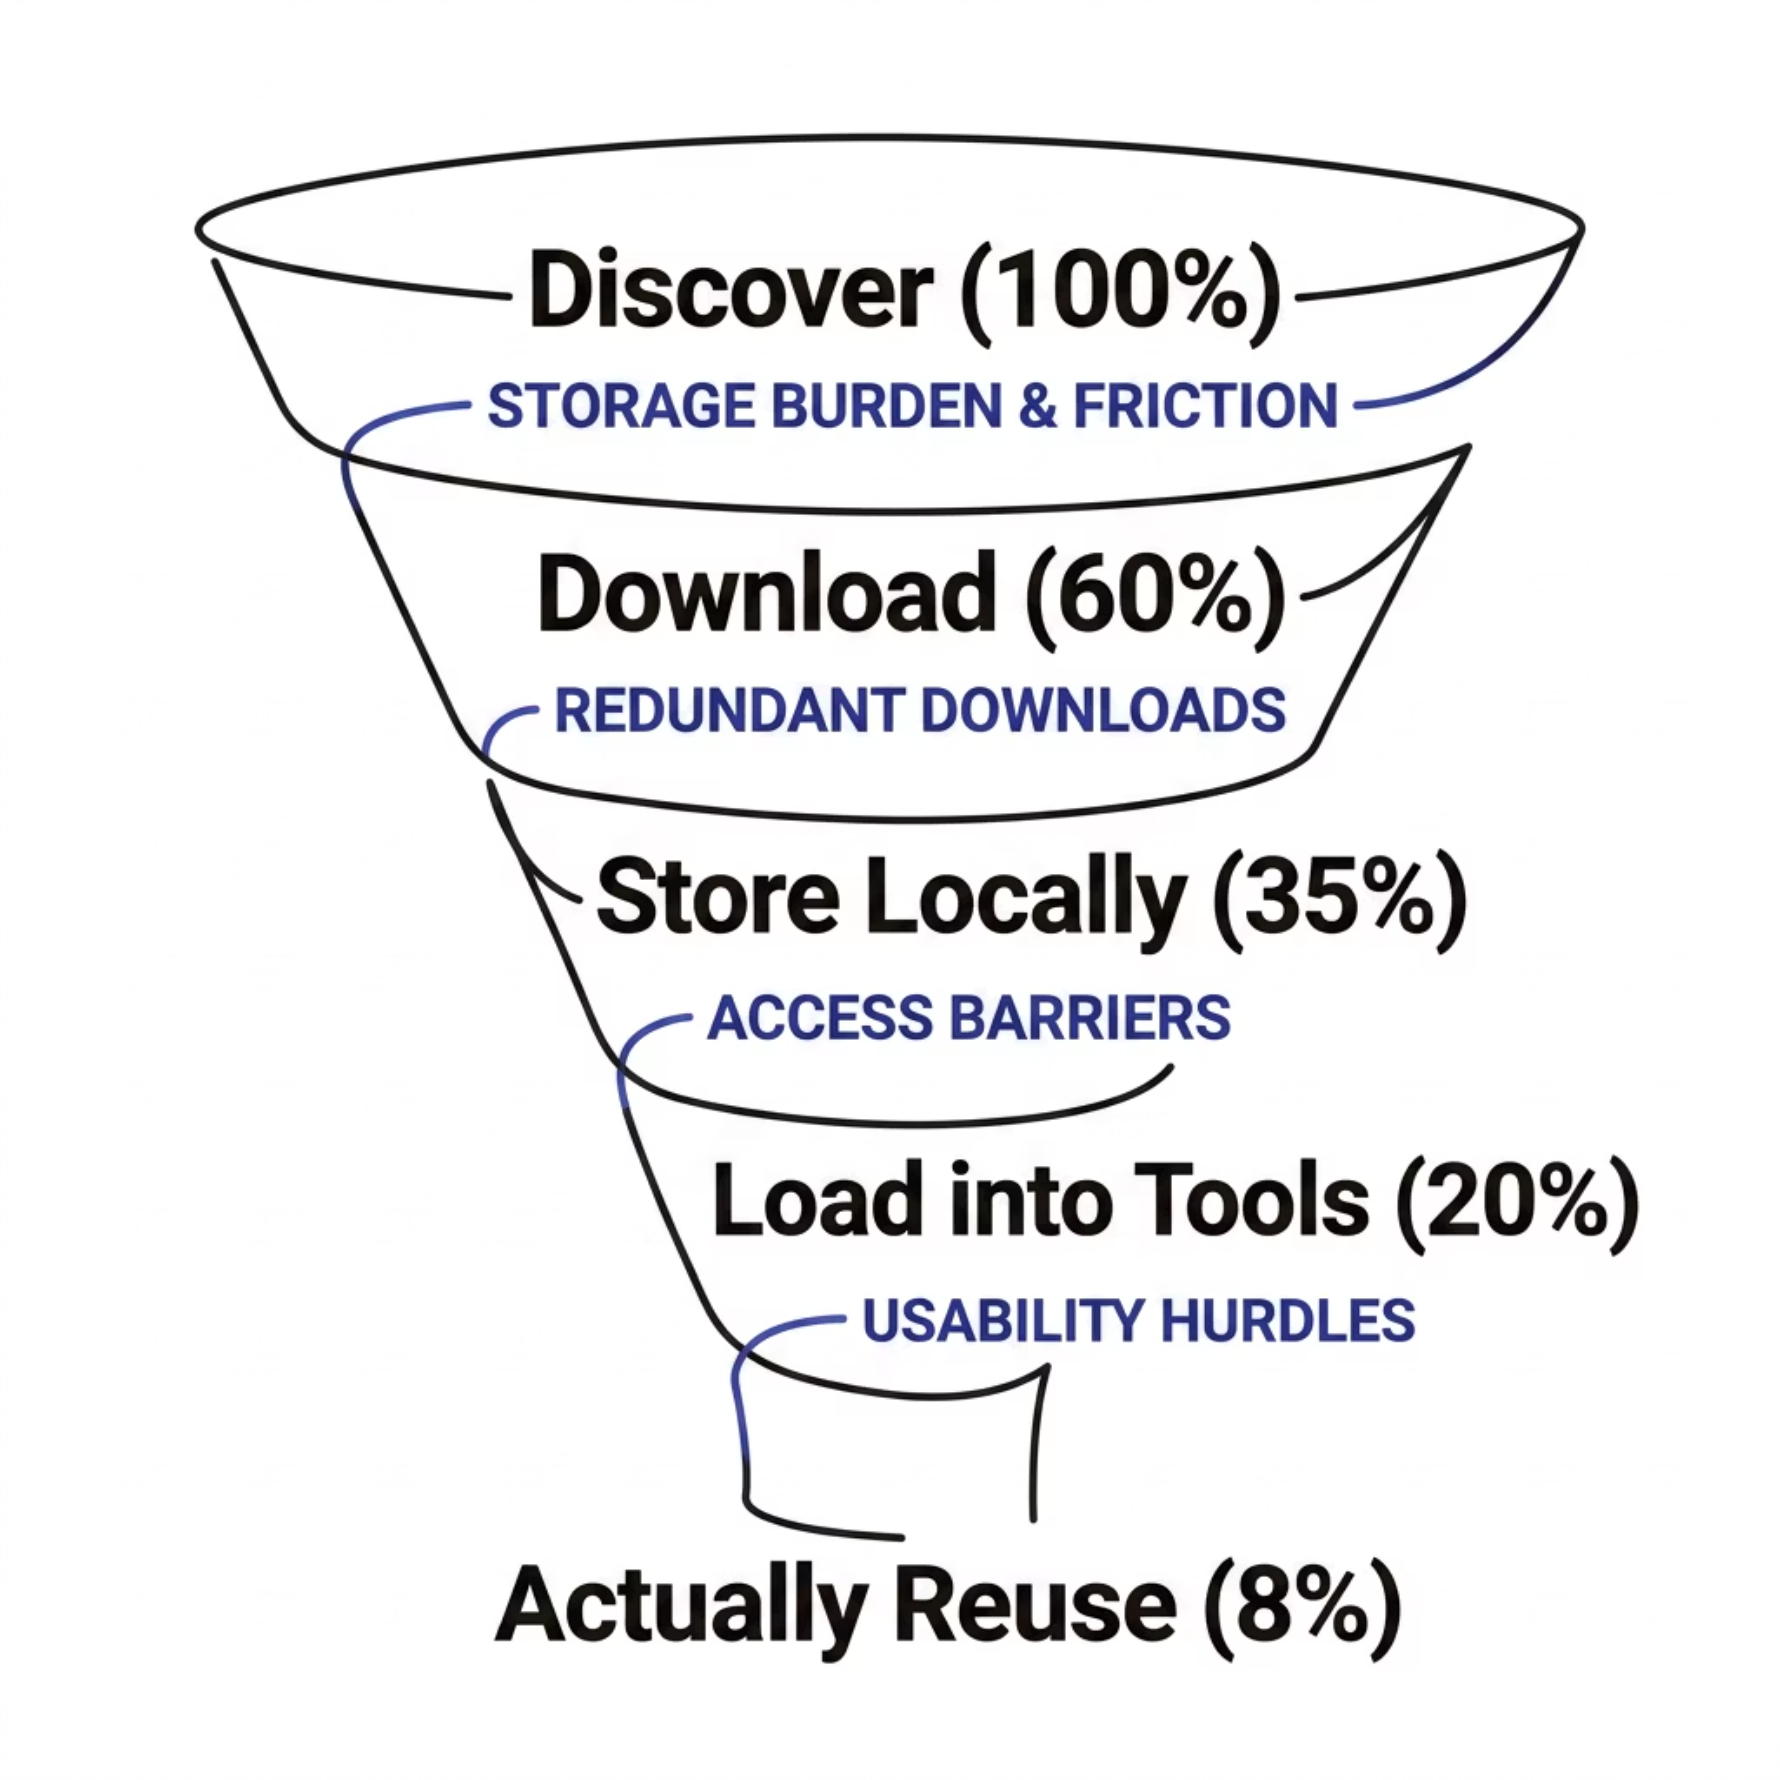 Discover (100%)
STORAGE BURDEN & FRICTION
Download (60%)
REDUNDANT DOWNLOADS
Store Locally (35%)
ACCESS BARRIERS
Load into Tools (20%)
USABILITY HURDLES
Actually Reuse (8%)